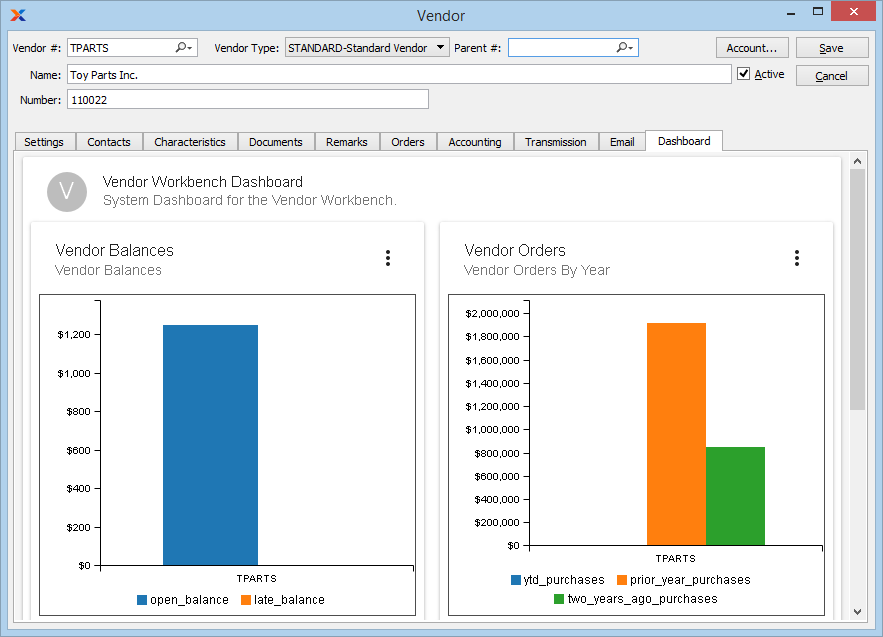 Vendor
Vendor #: TPARTS Vendor Type: STANDARD-Standard Vendor Parent #: Account... Save
Name: Toy Parts Inc. Active Cancel
Number: 110022
Settings Contacts Characteristics Documents Remarks Orders Accounting Transmission Email Dashboard
V
Vendor Workbench Dashboard
System Dashboard for the Vendor Workbench.
Vendor Balances
Vendor Balances
$1,200
$1,000
$800
$600
$400
$200
$0
TPARTS
open_balance late_balance
Vendor Orders
Vendor Orders By Year
$2,000,000
$1,800,000
$1,600,000
$1,400,000
$1,200,000
$1,000,000
$800,000
$600,000
$400,000
$200,000
$0
TPARTS
ytd_purchases prior_year_purchases
two_years_ago_purchases